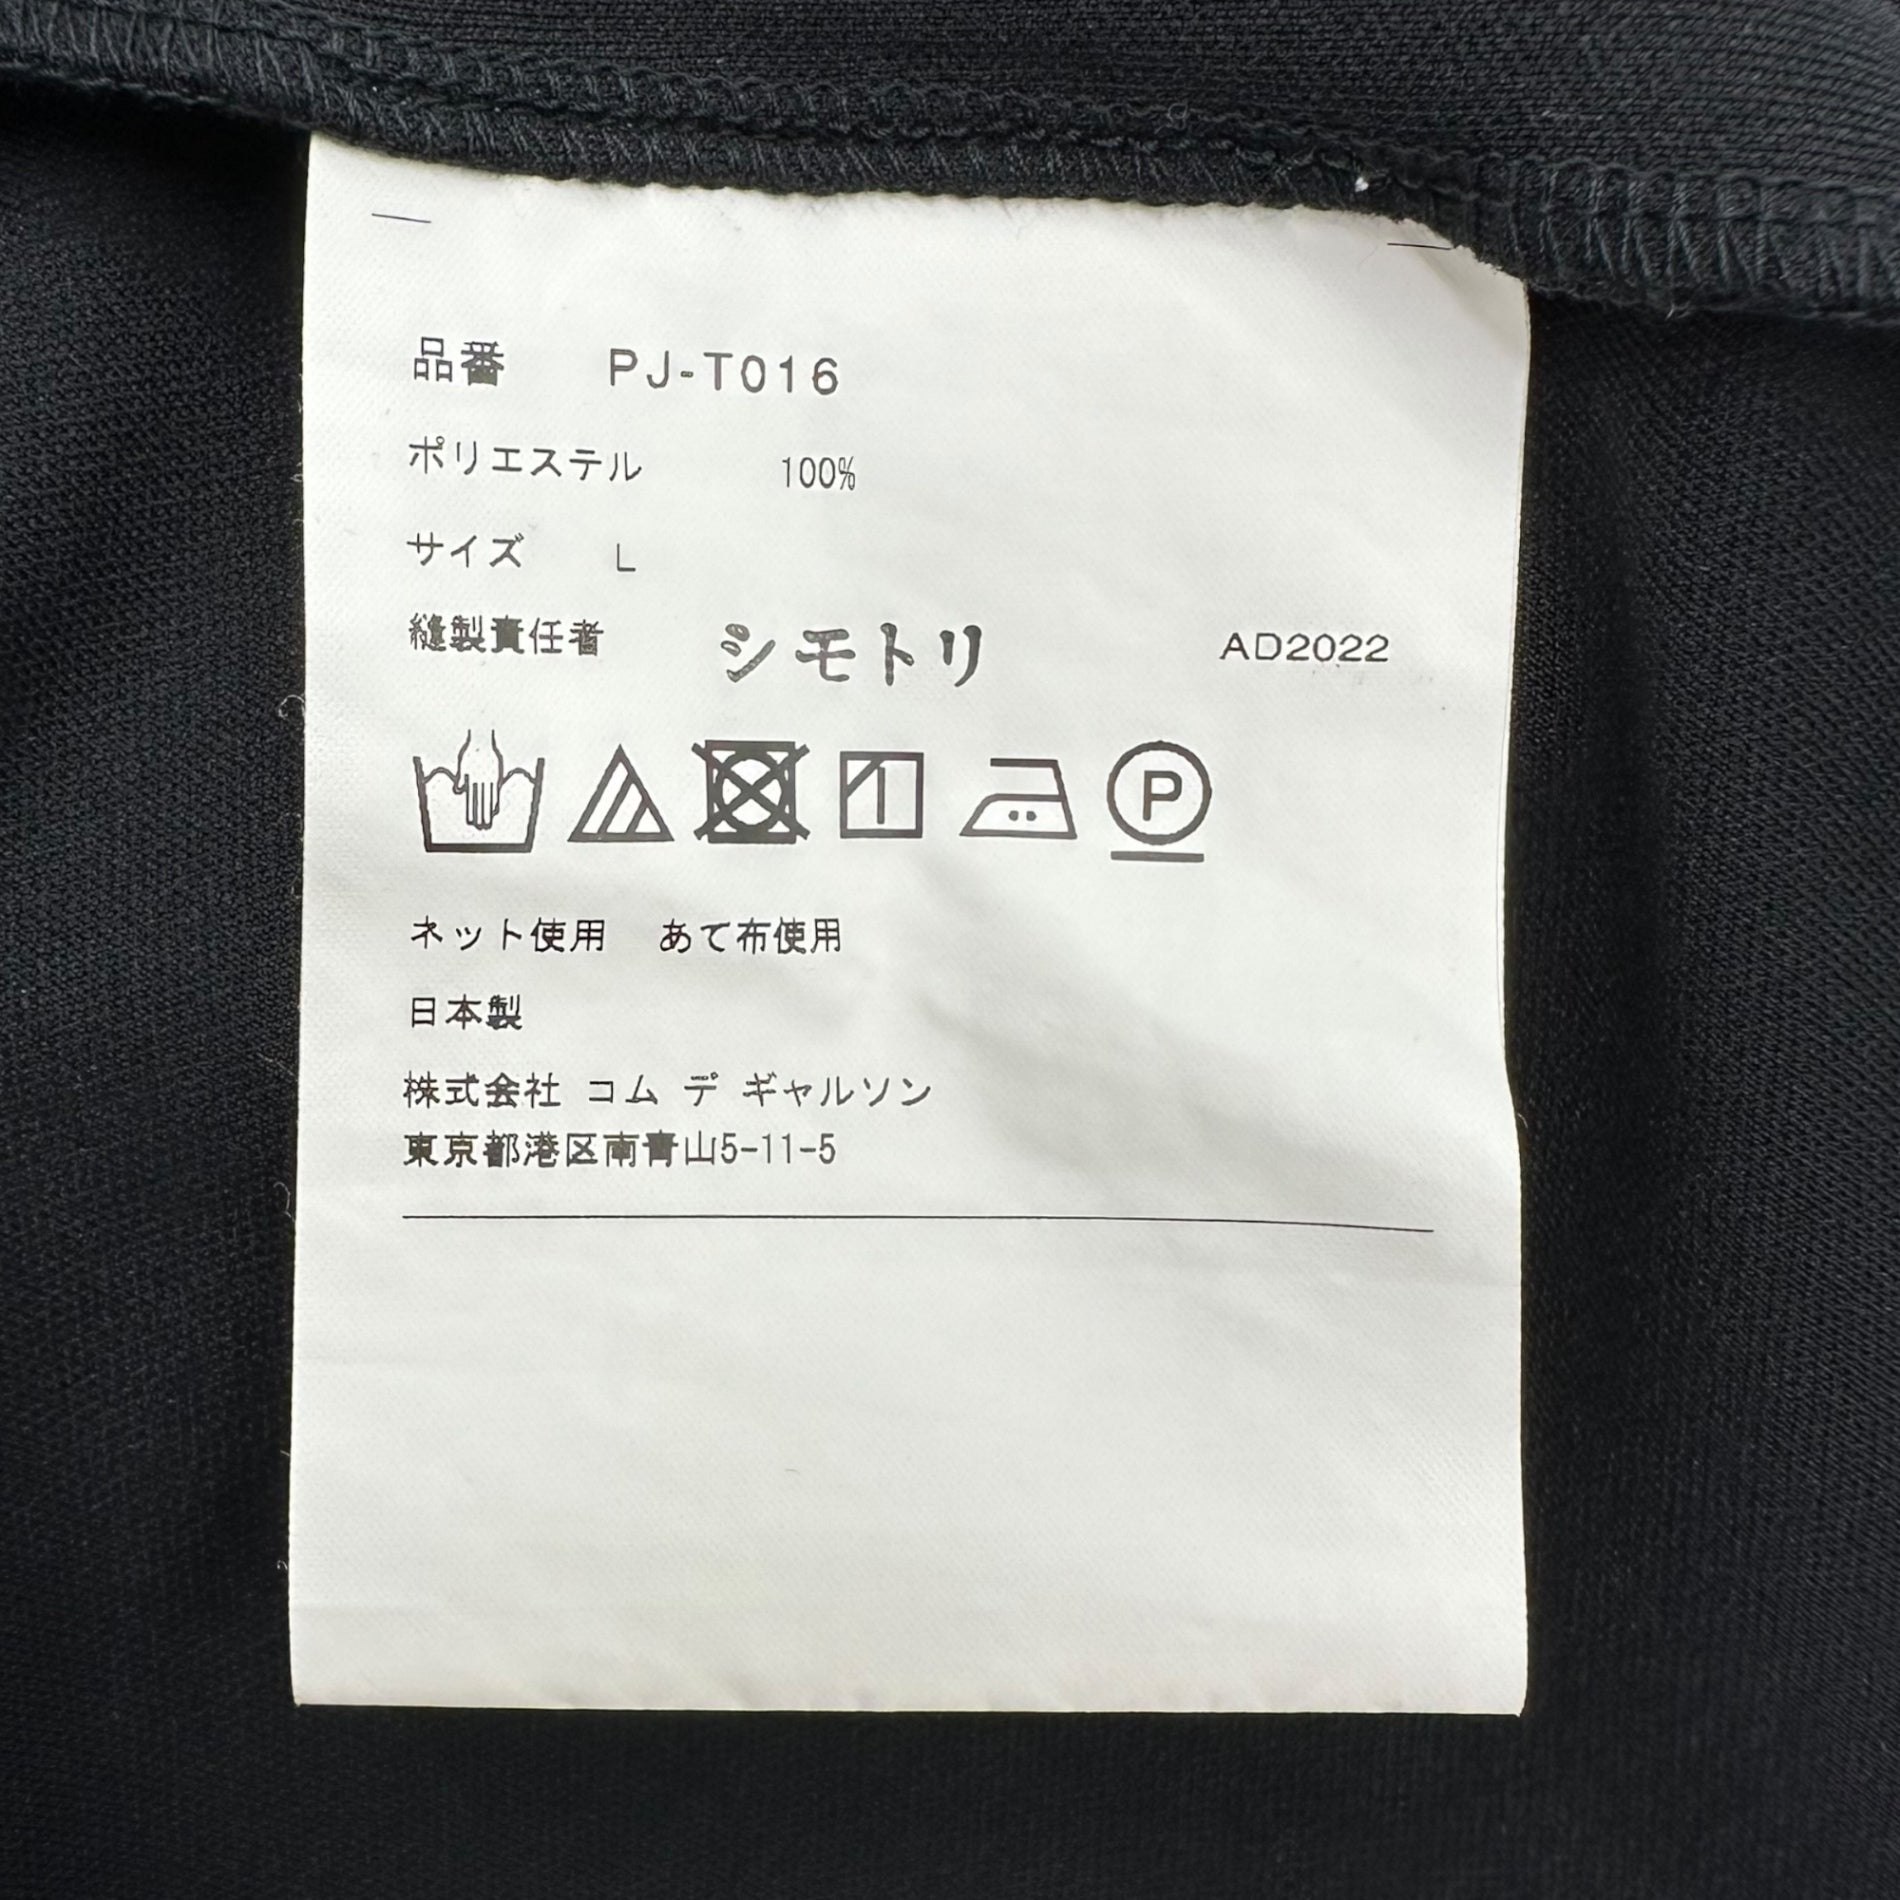 品番 PJ-T016
ポリエステル 100%
サイズ L
縫製責任者 シモトリ AD2022
P
ネット使用 あて布使用
日本製
株式会社 コム デ ギャルソン
東京都港区南青山5-11-5